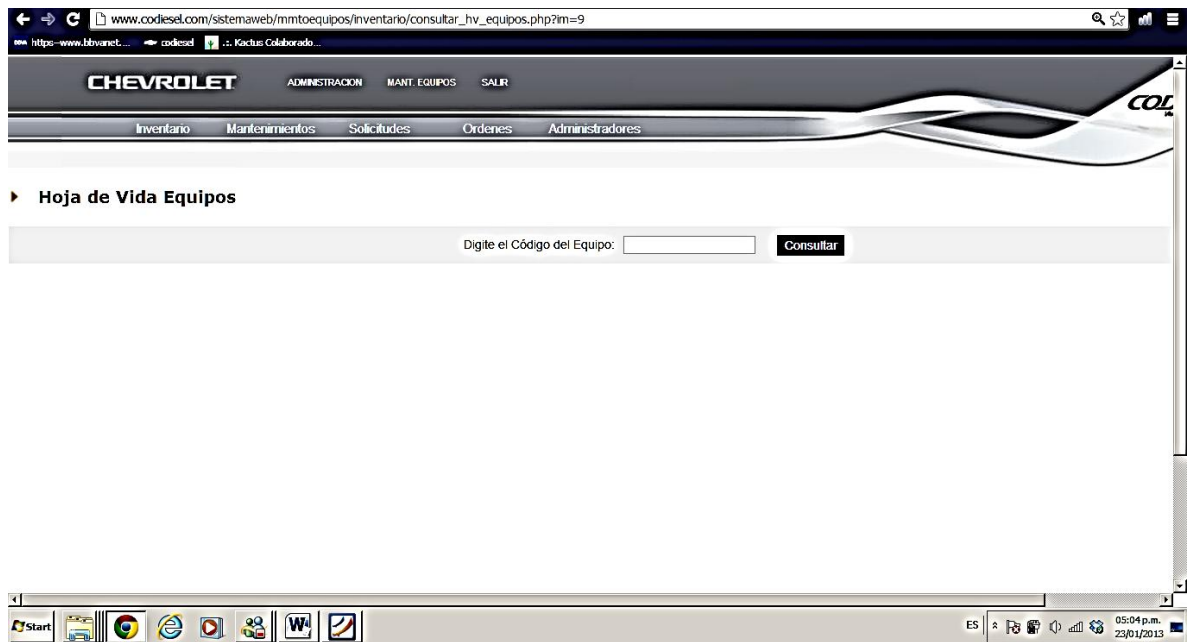 www.codiesel.com/sistemaweb/mmtoequipos/inventario/consultar_hv_equipos.php?im=9
https--www.bbvanet.... codiesel .:. Kactus Colaborado...
CHEVROLET ADMINISTRACION MANT. EQUIPOS SALIR
Inventario Mantenimientos Solicitudes Ordenes Administradores
Hoja de Vida Equipos
Digite el Código del Equipo: Consultar
Start ES 05:04 p.m.
23/01/2013